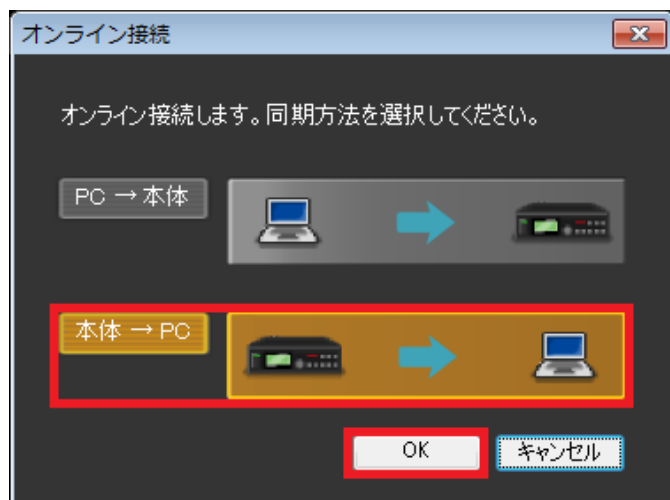 オンライン接続
オンライン接続します。同期方法を選択してください。
PC → 本体
本体 → PC
OK
キャンセル